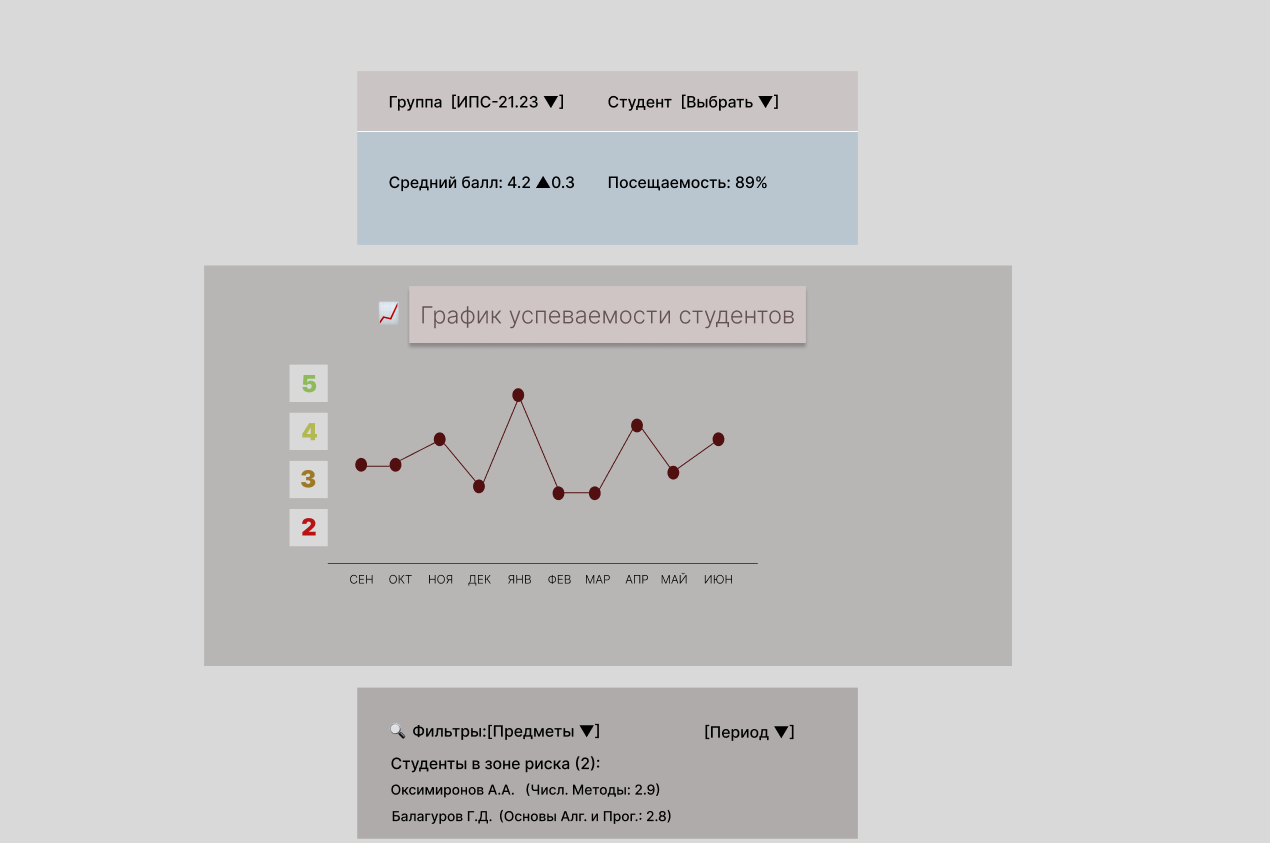 Группа [ИПС-21.23 ▼] Студент [Выбрать ▼]
Средний балл: 4.2 ▲0.3 Посещаемость: 89%
График успеваемости студентов
5
4
3
2
СЕН ОКТ НОЯ ДЕК ЯНВ ФЕВ МАР АПР МАЙ ИЮН
Фильтры:[Предметы ▼] [Период ▼]
Студенты в зоне риска (2):
Оксимиронов А.А. (Числ. Методы: 2.9)
Балагуров Г.Д. (Основы Алг. и Прог.: 2.8)